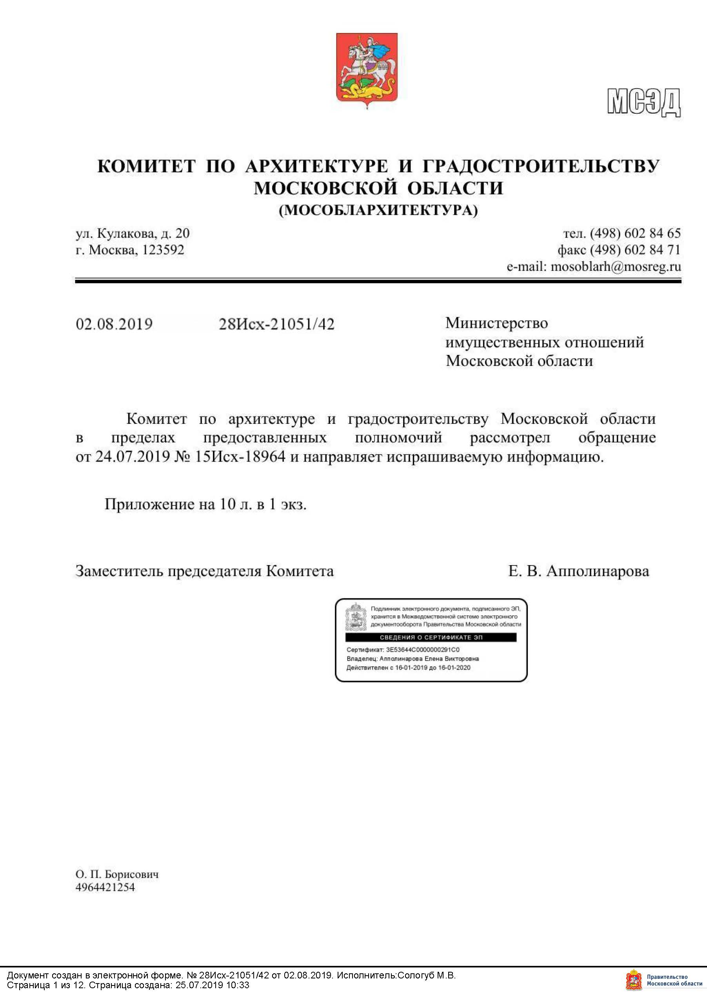 МСЭД
КОМИТЕТ ПО АРХИТЕКТУРЕ И ГРАДОСТРОИТЕЛЬСТВУ
МОСКОВСКОЙ ОБЛАСТИ
(МОСОБЛАРХИТЕКТУРА)
ул. Кулакова, д. 20
г. Москва, 123592
тел. (498) 602 84 65
факс (498) 602 84 71
e-mail: mosoblarh@mosreg.ru
02.08.2019 28Исх-21051/42
Министерство
имущественных отношений
Московской области
Комитет по архитектуре и градостроительству Московской области
в пределах предоставленных полномочий рассмотрел обращение
от 24.07.2019 № 15Исх-18964 и направляет испрашиваемую информацию.
Приложение на 10 л. в 1 экз.
Заместитель председателя Комитета Е. В. Апполинарова
Подлинник электронного документа, подписанного ЭП,
хранится в Межведомственной системе электронного
документооборота Правительства Московской области
СВЕДЕНИЯ О СЕРТИФИКАТЕ ЭП
Сертификат: 3E53644C0000000291C0
Владелец: Апполинарова Елена Викторовна
Действителен с 16-01-2019 до 16-01-2020
О. П. Борисович
4964421254
Документ создан в электронной форме. № 28Исх-21051/42 от 02.08.2019. Исполнитель:Сологуб М.В.
Страница 1 из 12. Страница создана: 25.07.2019 10:33
Правительство
Московской области